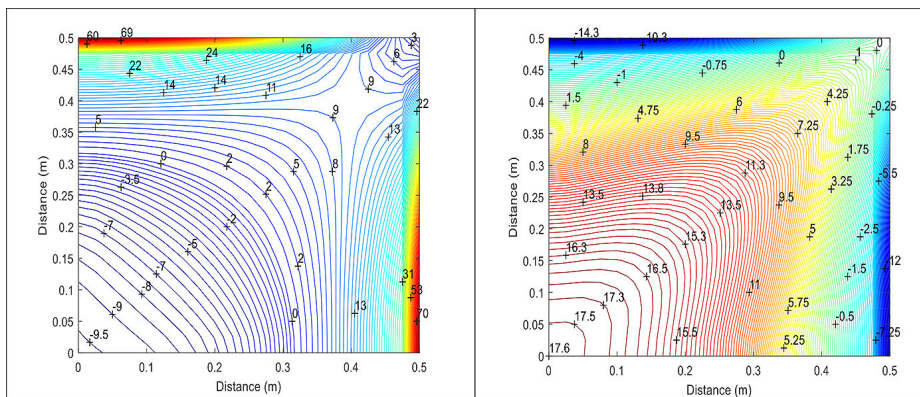 60 69 3
0.5
24 16 6
0.45
22
14 14 11 9 22
0.4
9
5 13
0.35
0 2 5 8
0.3
-3.5 2
0.25
-7 -2
0.2
-5
0.15
-7 2
-8 31
0.1
-9 13 53
0.05
0 70
-9.5
0
0 0.1 0.2 0.3 0.4 0.5
Distance (m)
Distance (m)
-14.3 -10.3 0
0.5
-4 -0.75 0 1
0.45
-1
1.5 6 4.25 -0.25
0.4
4.75 7.25
0.35
8 9.5 1.75
0.3
11.3 -5.5
13.5 13.8 3.25
0.25
13.5 9.5
0.2
15.3 5 -2.5
16.3
0.15
16.5 -1.5 -12
0.1
17.3 11
5.75
0.05
17.5 -0.5
15.5 5.25 -7.25
17.6
0
0 0.1 0.2 0.3 0.4 0.5
Distance (m)
Distance (m)